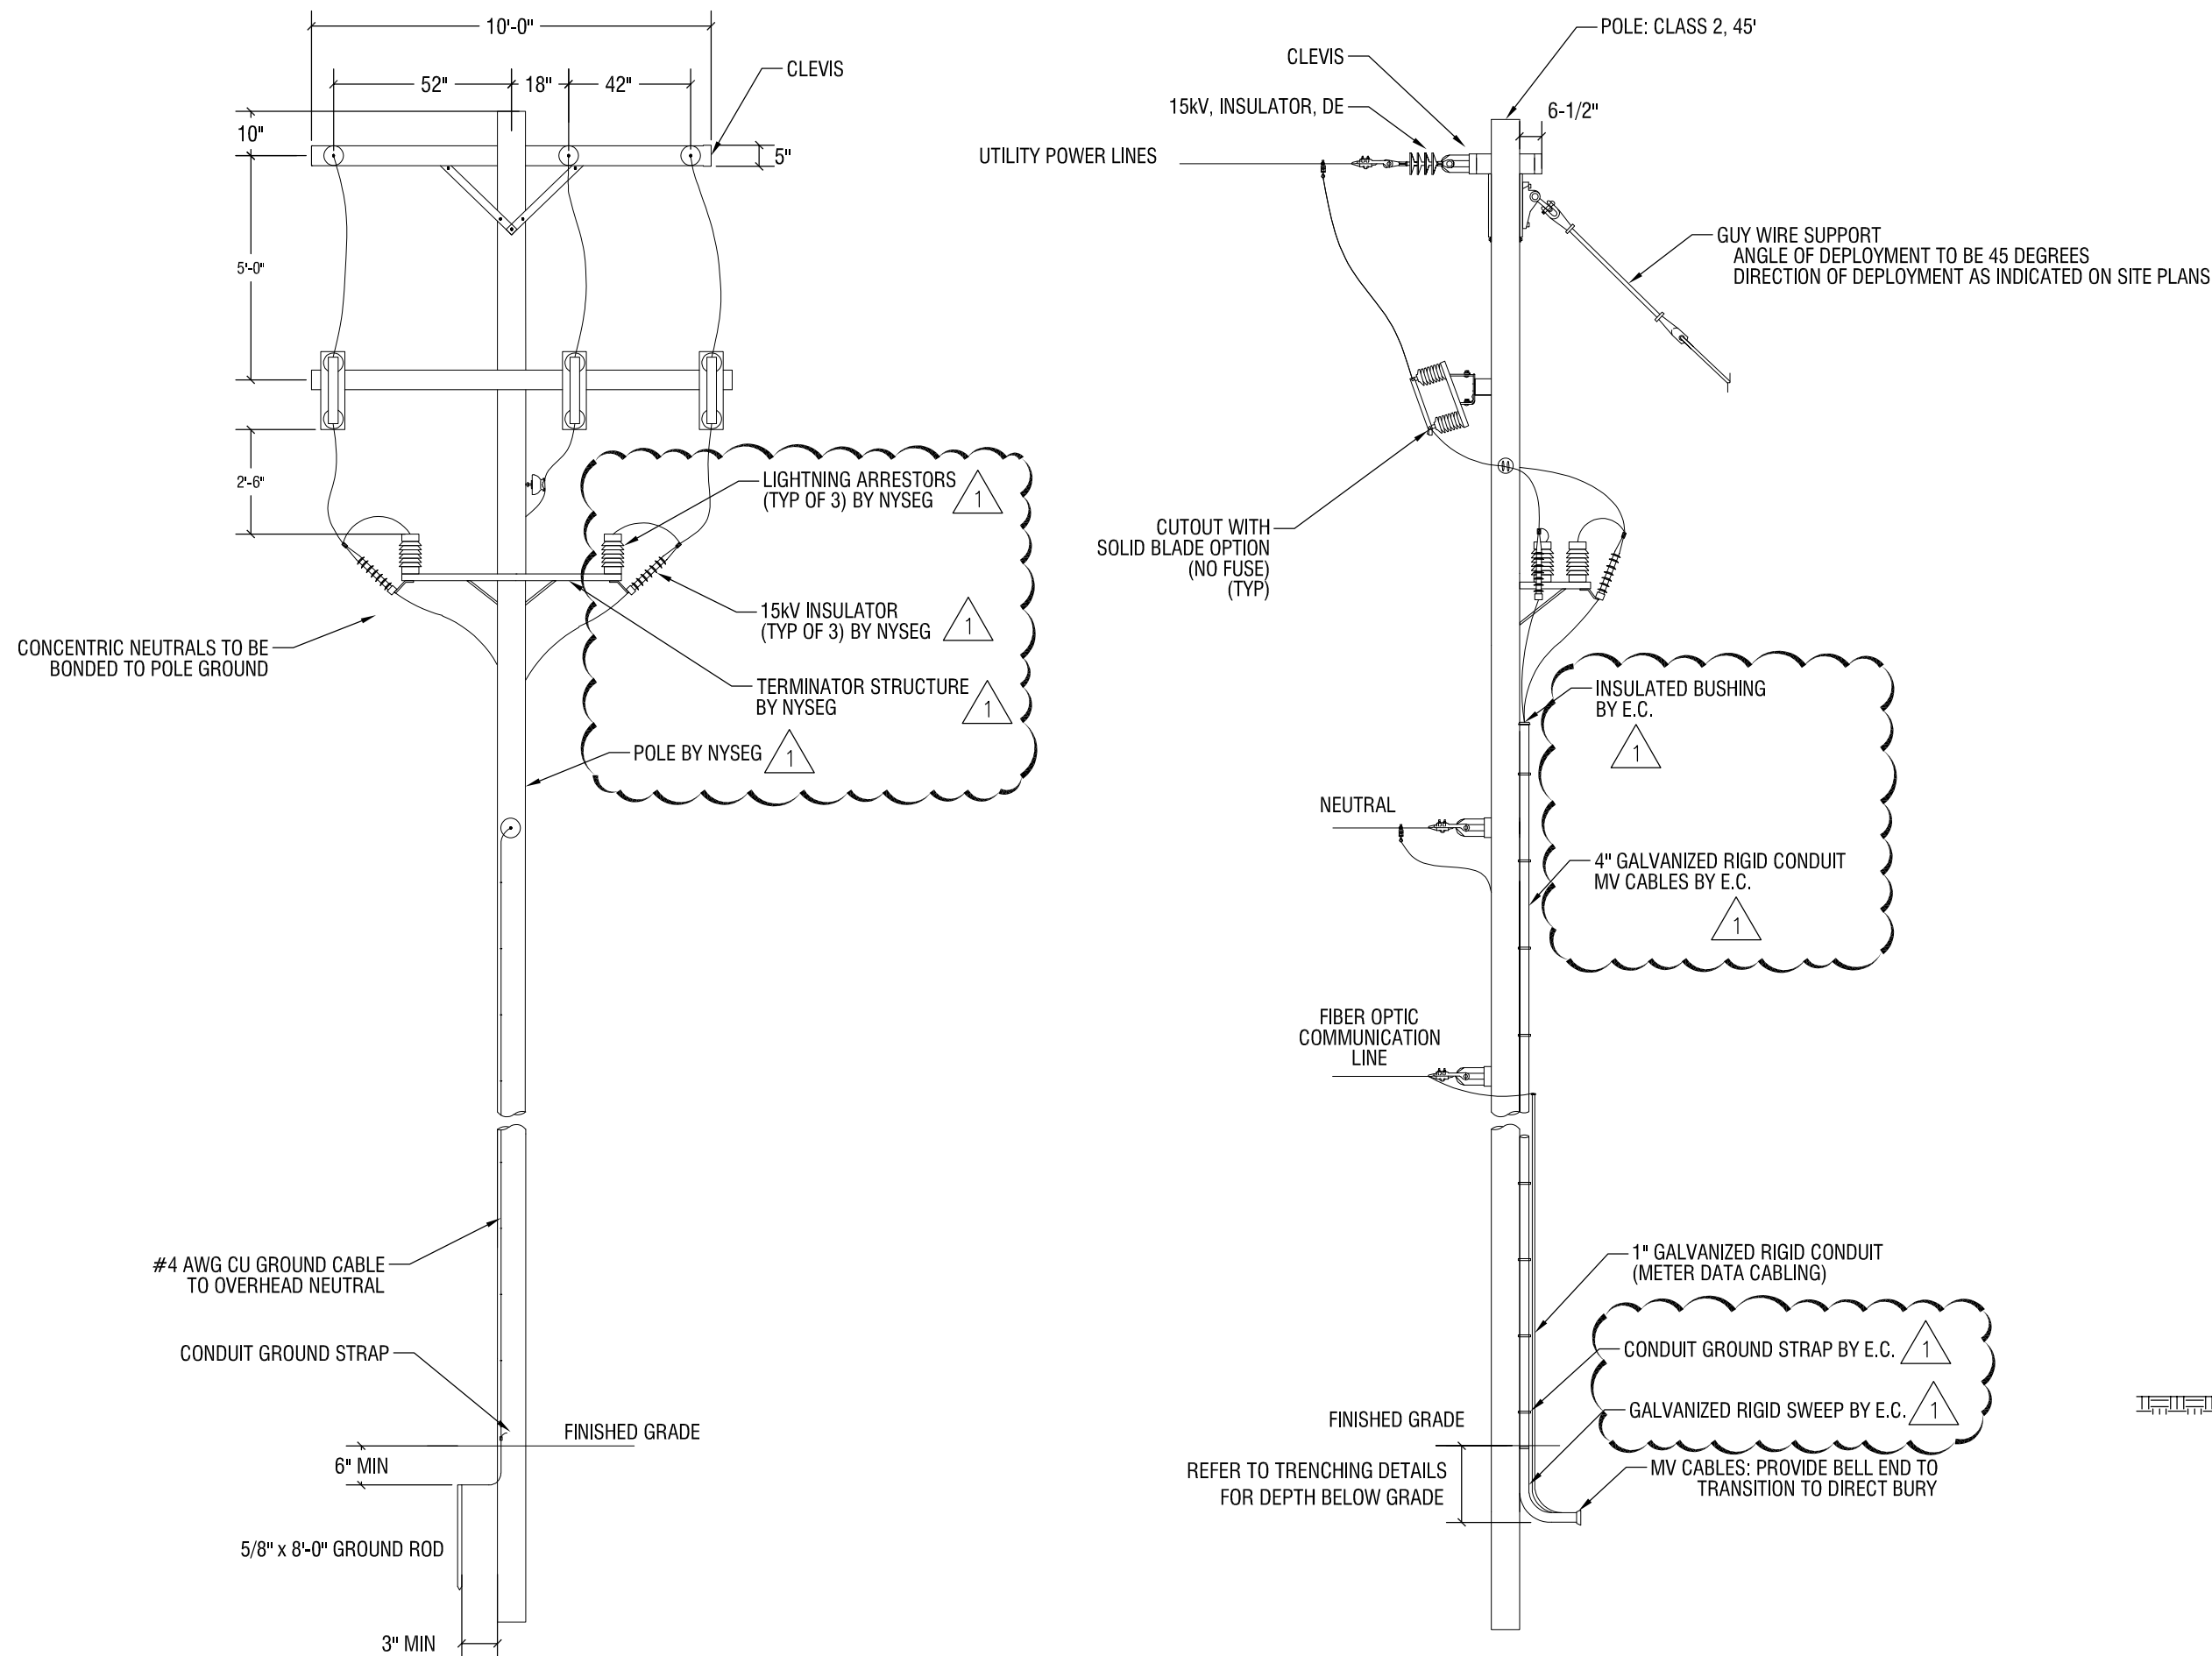 10'-0"
52"
18"
42"
CLEVIS
10"
5"
5'-0"
2'-6"
LIGHTNING ARRESTORS
(TYP OF 3) BY NYSEG
1
15kV INSULATOR
(TYP OF 3) BY NYSEG
1
TERMINATOR STRUCTURE
BY NYSEG
1
POLE BY NYSEG
1
CONCENTRIC NEUTRALS TO BE
BONDED TO POLE GROUND
#4 AWG CU GROUND CABLE
TO OVERHEAD NEUTRAL
CONDUIT GROUND STRAP
FINISHED GRADE
6" MIN
5/8" x 8'-0" GROUND ROD
3" MIN
POLE: CLASS 2, 45'
CLEVIS
15kV, INSULATOR, DE
6-1/2"
UTILITY POWER LINES
GUY WIRE SUPPORT
ANGLE OF DEPLOYMENT TO BE 45 DEGREES
DIRECTION OF DEPLOYMENT AS INDICATED ON SITE PLANS
CUTOUT WITH
SOLID BLADE OPTION
(NO FUSE)
(TYP)
INSULATED BUSHING
BY E.C.
1
NEUTRAL
4" GALVANIZED RIGID CONDUIT
MV CABLES BY E.C.
1
FIBER OPTIC
COMMUNICATION
LINE
1" GALVANIZED RIGID CONDUIT
(METER DATA CABLING)
CONDUIT GROUND STRAP BY E.C.
1
GALVANIZED RIGID SWEEP BY E.C.
1
FINISHED GRADE
REFER TO TRENCHING DETAILS
FOR DEPTH BELOW GRADE
MV CABLES: PROVIDE BELL END TO
TRANSITION TO DIRECT BURY